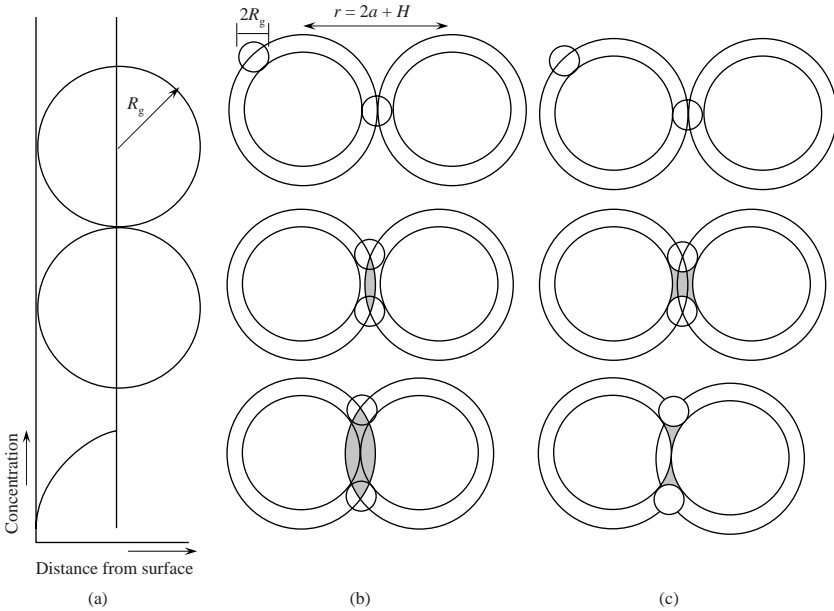 2R_g
r = 2a + H
R_g
Concentration
Distance from surface
(a)
(b)
(c)